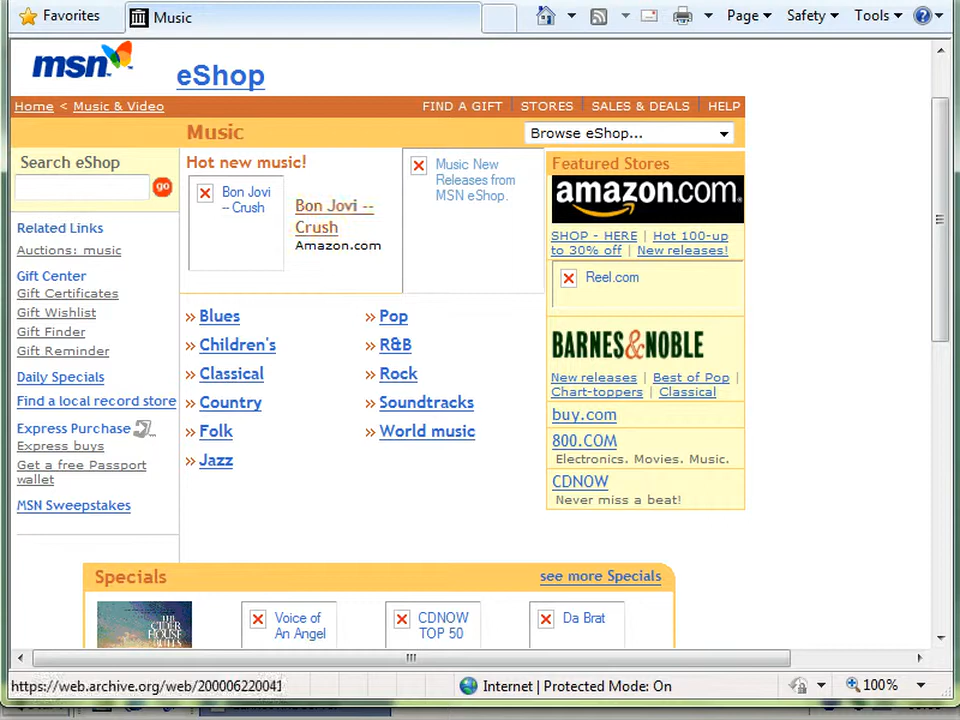 Favorites
Music
Page
Safety
Tools
msn
eShop
Home < Music & Video
FIND A GIFT | STORES | SALES & DEALS | HELP
Music
Browse eShop...
Search eShop
go
Related Links
Auctions: music
Gift Center
Gift Certificates
Gift Wishlist
Gift Finder
Gift Reminder
Daily Specials
Find a local record store
Express Purchase
Express buys
Get a free Passport
wallet
MSN Sweepstakes
Hot new music!
Bon Jovi
-- Crush
Bon Jovi --
Crush
Amazon.com
Music New
Releases from
MSN eShop.
» Blues
» Children's
» Classical
» Country
» Folk
» Jazz
» Pop
» R&B
» Rock
» Soundtracks
» World music
Featured Stores
amazon.com.
SHOP - HERE | Hot 100-up
to 30% off | New releases!
Reel.com
BARNES&NOBLE
New releases | Best of Pop |
Chart-toppers | Classical
buy.com
800.COM
Electronics. Movies. Music.
CDNOW
Never miss a beat!
Specials
see more Specials
THE
CIDER
HOUSE
RULES
Voice of
An Angel
CDNOW
TOP 50
Da Brat
https://web.archive.org/web/200006220041
Internet | Protected Mode: On
100%